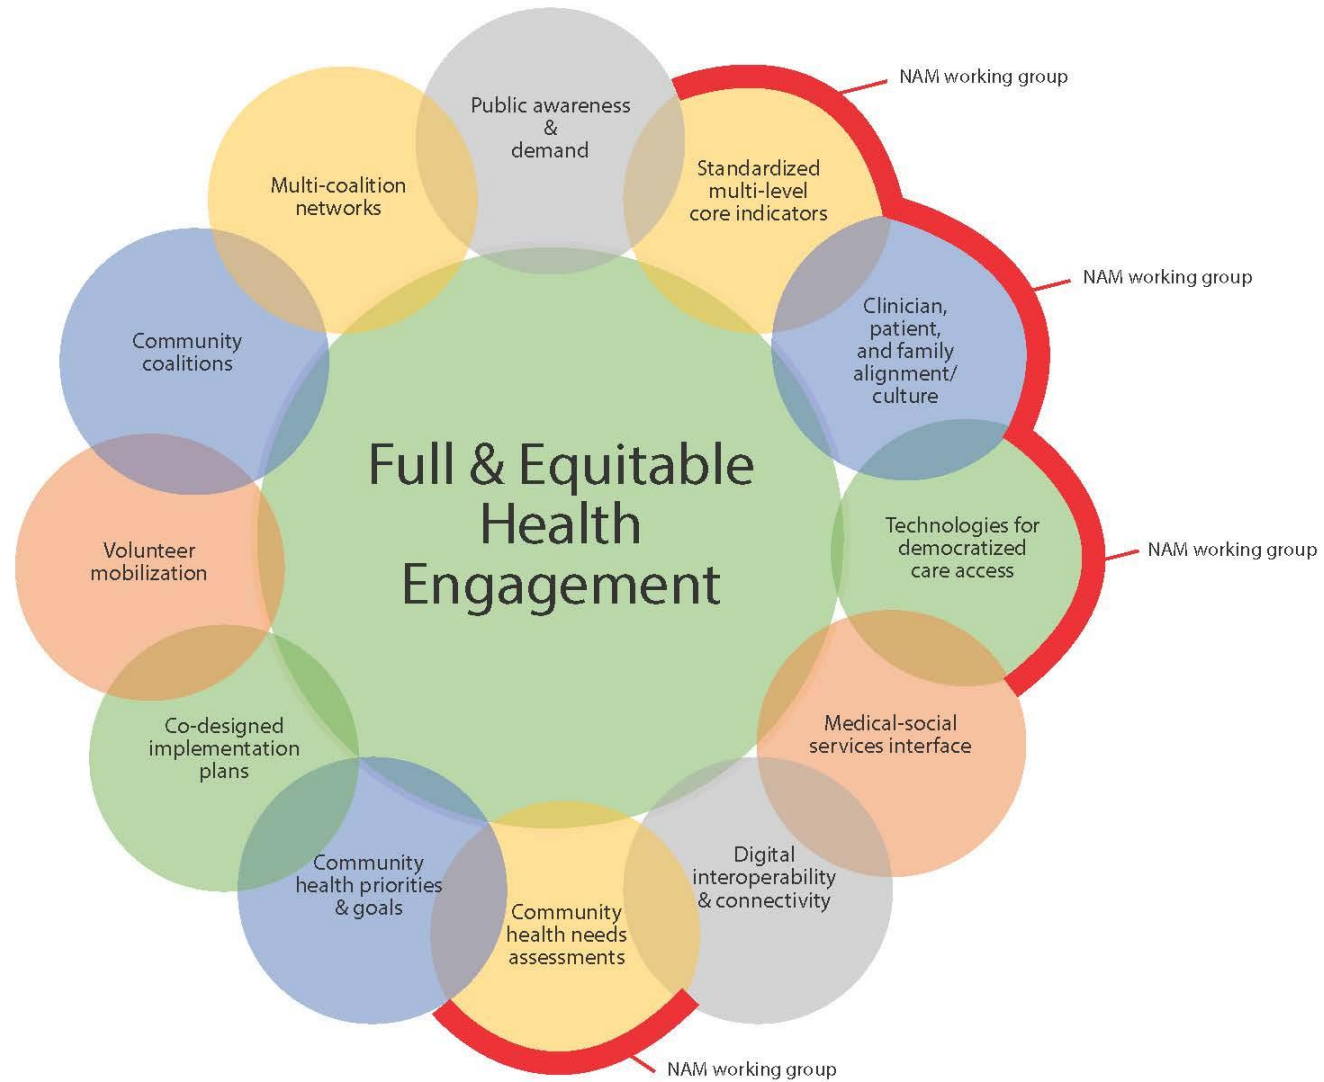 Public awareness
&
demand
NAM working group
Standardized
multi-level
core indicators
NAM working group
Clinician,
patient,
and family
alignment/
culture
Technologies for
democratized
care access
NAM working group
Medical-social
services interface
Digital
interoperability
& connectivity
Community
health needs
assessments
NAM working group
Community
health priorities
& goals
Co-designed
implementation
plans
Volunteer
mobilization
Community
coalitions
Multi-coalition
networks
Full & Equitable
Health
Engagement